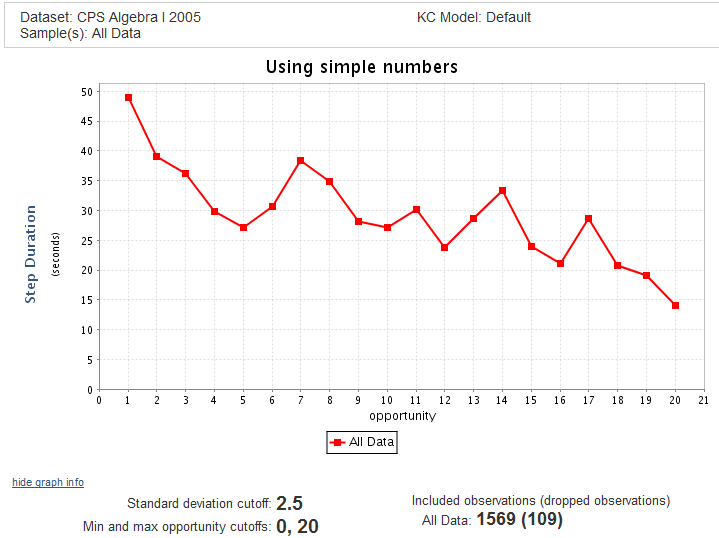 Dataset: CPS Algebra I 2005
KC Model: Default
Sample(s): All Data
Using simple numbers
50
45
40
35
30
25
20
15
10
5
0
Step Duration
(seconds)
0 1 2 3 4 5 6 7 8 9 10 11 12 13 14 15 16 17 18 19 20 21
opportunity
All Data
hide graph info
Standard deviation cutoff: 2.5
Min and max opportunity cutoffs: 0, 20
Included observations (dropped observations)
All Data: 1569 (109)